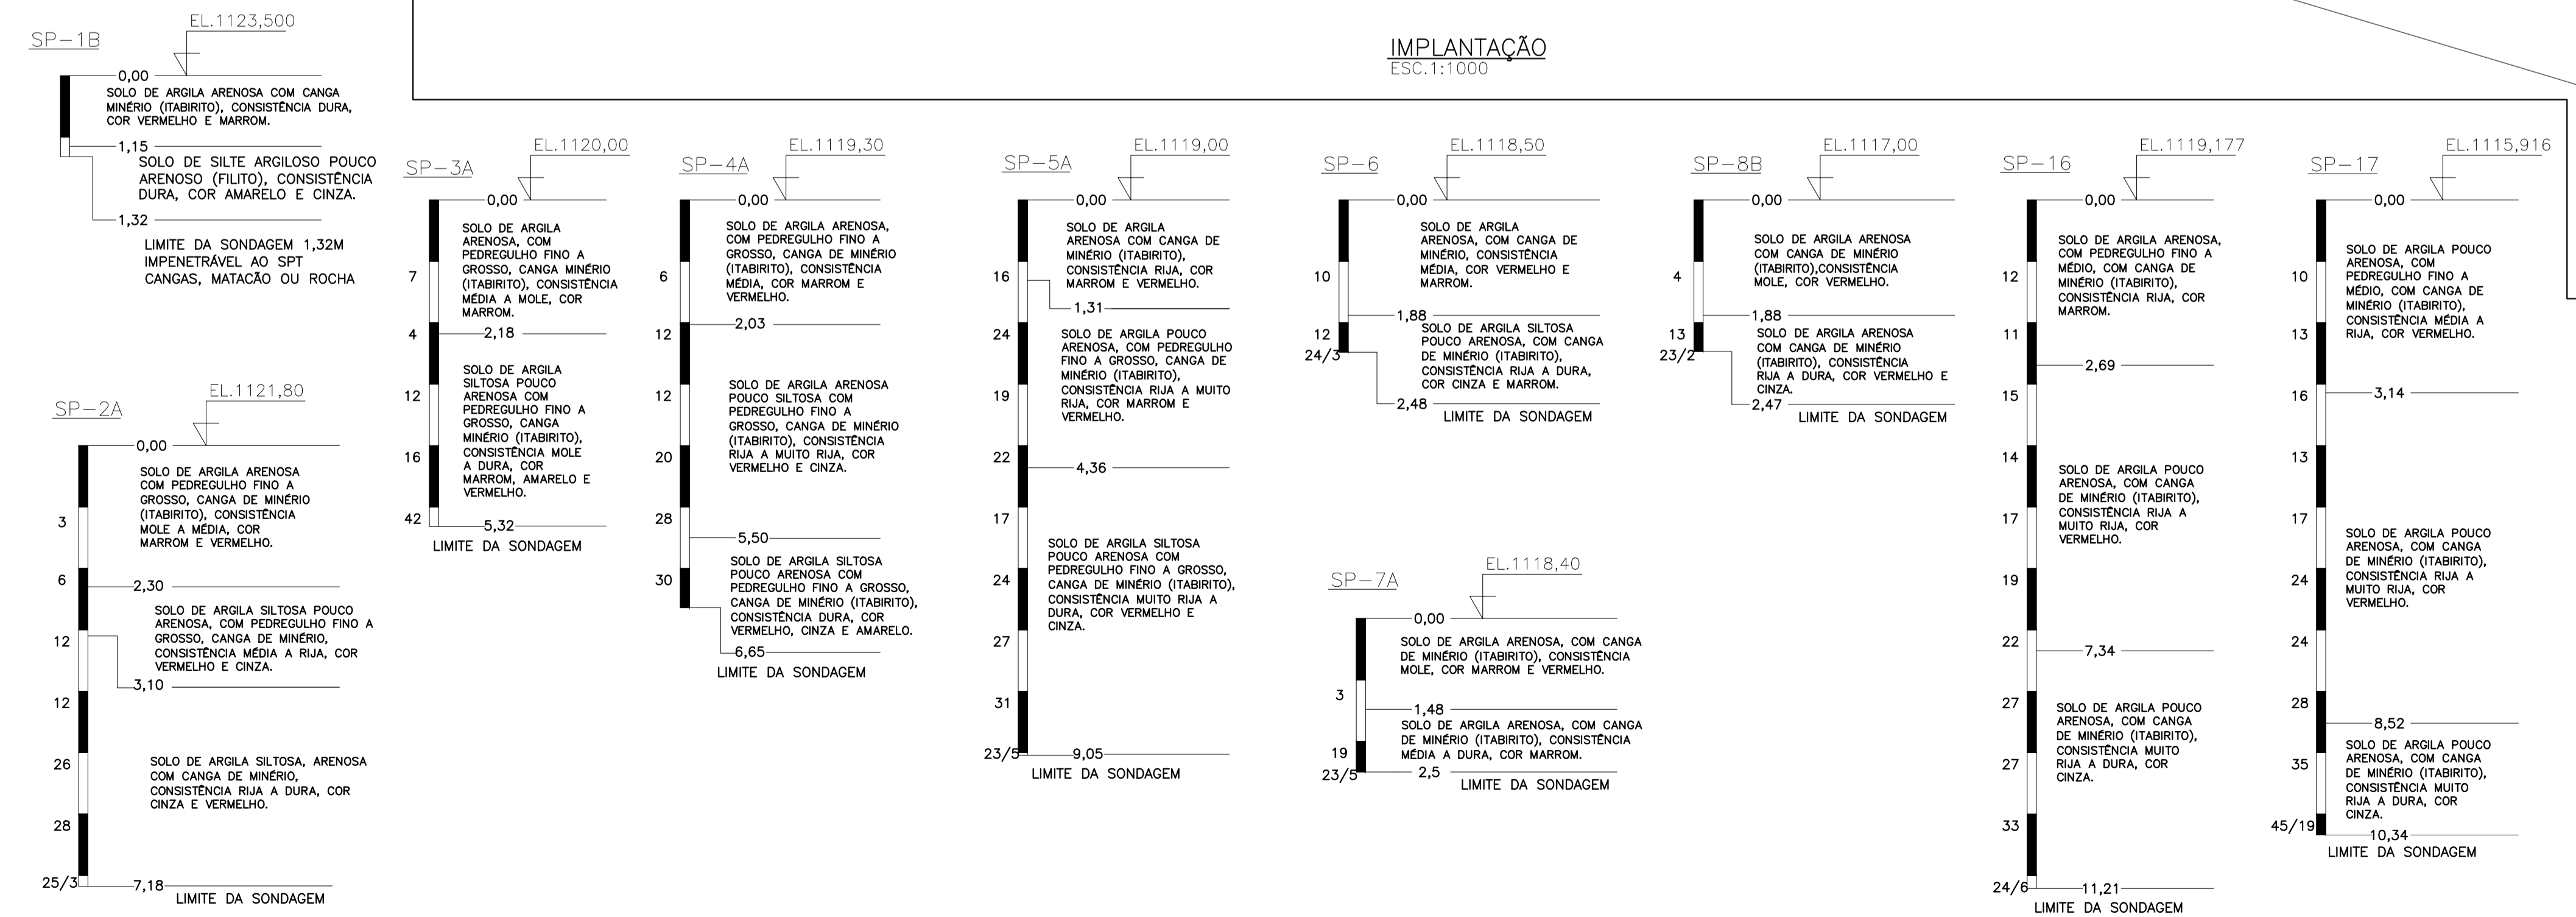 IMPLANTAÇÃO
ESC.1:1000
SP-1B
EL.1123,500
0,00
SOLO DE ARGILA ARENOSA COM CANGA
MINÉRIO (ITABIRITO), CONSISTÊNCIA DURA,
COR VERMELHO E MARROM.
1,15
SOLO DE SILTE ARGILOSO POUCO
ARENOSO (FILITO), CONSISTÊNCIA
DURA, COR AMARELO E CINZA.
1,32
LIMITE DA SONDAGEM 1,32M
IMPENETRÁVEL AO SPT
CANGAS, MATACÃO OU ROCHA
SP-2A
EL.1121,80
0,00
SOLO DE ARGILA ARENOSA
COM PEDREGULHO FINO A
GROSSO, CANGA DE MINÉRIO
(ITABIRITO), CONSISTÊNCIA
MOLE A MÉDIA, COR
MARROM E VERMELHO.
3
6
2,30
SOLO DE ARGILA SILTOSA POUCO
ARENOSA, COM PEDREGULHO FINO A
GROSSO, CANGA DE MINÉRIO,
CONSISTÊNCIA MÉDIA A RIJA, COR
VERMELHO E CINZA.
12
3,10
12
SOLO DE ARGILA SILTOSA, ARENOSA
COM CANGA DE MINÉRIO,
CONSISTÊNCIA RIJA A DURA, COR
CINZA E VERMELHO.
26
28
25/3
7,18
LIMITE DA SONDAGEM
SP-3A
EL.1120,00
0,00
SOLO DE ARGILA
ARENOSA, COM
PEDREGULHO FINO A
GROSSO, CANGA MINÉRIO
(ITABIRITO), CONSISTÊNCIA
MÉDIA A MOLE, COR
MARROM.
7
4
2,18
SOLO DE ARGILA
SILTOSA POUCO
ARENOSA COM
PEDREGULHO FINO A
GROSSO, CANGA
MINÉRIO (ITABIRITO),
CONSISTÊNCIA MOLE
A DURA, COR
MARROM, AMARELO E
VERMELHO.
12
16
42
5,32
LIMITE DA SONDAGEM
SP-4A
EL.1119,30
0,00
SOLO DE ARGILA ARENOSA,
COM PEDREGULHO FINO A
GROSSO, CANGA DE MINÉRIO
(ITABIRITO), CONSISTÊNCIA
MÉDIA, COR MARROM E
VERMELHO.
6
12
2,03
SOLO DE ARGILA ARENOSA
POUCO SILTOSA COM
PEDREGULHO FINO A
GROSSO, CANGA DE MINÉRIO
(ITABIRITO), CONSISTÊNCIA
RIJA A MUITO RIJA, COR
VERMELHO E CINZA.
12
20
28
5,50
SOLO DE ARGILA SILTOSA
POUCO ARENOSA COM
PEDREGULHO FINO A GROSSO,
CANGA DE MINÉRIO (ITABIRITO),
CONSISTÊNCIA DURA, COR
VERMELHO, CINZA E AMARELO.
30
6,65
LIMITE DA SONDAGEM
SP-5A
EL.1119,00
0,00
SOLO DE ARGILA
ARENOSA COM CANGA DE
MINÉRIO (ITABIRITO),
CONSISTÊNCIA RIJA, COR
MARROM E VERMELHO.
16
1,31
SOLO DE ARGILA POUCO
ARENOSA, COM PEDREGULHO
FINO A GROSSO, CANGA DE
MINÉRIO (ITABIRITO),
CONSISTÊNCIA RIJA A MUITO
RIJA, COR MARROM E
VERMELHO.
24
19
22
4,36
17
SOLO DE ARGILA SILTOSA
POUCO ARENOSA COM
PEDREGULHO FINO A GROSSO,
CANGA DE MINÉRIO (ITABIRITO),
CONSISTÊNCIA MUITO RIJA A
DURA, COR VERMELHO E
CINZA.
24
27
31
23/5
9,05
LIMITE DA SONDAGEM
SP-6
EL.1118,50
0,00
SOLO DE ARGILA
ARENOSA, COM CANGA DE
MINÉRIO, CONSISTÊNCIA
MÉDIA, COR VERMELHO E
MARROM.
10
1,88
SOLO DE ARGILA SILTOSA
POUCO ARENOSA, COM CANGA
DE MINÉRIO (ITABIRITO),
CONSISTÊNCIA RIJA A DURA,
COR CINZA E MARROM.
12
24/3
2,48
LIMITE DA SONDAGEM
SP-7A
EL.1118,40
0,00
SOLO DE ARGILA ARENOSA, COM CANGA
DE MINÉRIO (ITABIRITO), CONSISTÊNCIA
MOLE, COR MARROM E VERMELHO.
3
1,48
SOLO DE ARGILA ARENOSA, COM CANGA
DE MINÉRIO (ITABIRITO), CONSISTÊNCIA
MÉDIA A DURA, COR MARROM.
19
23/5
2,5
LIMITE DA SONDAGEM
SP-8B
EL.1117,00
0,00
SOLO DE ARGILA ARENOSA
COM CANGA DE MINÉRIO
(ITABIRITO),CONSISTÊNCIA
MOLE, COR VERMELHO.
4
1,88
SOLO DE ARGILA ARENOSA
COM CANGA DE MINÉRIO
(ITABIRITO), CONSISTÊNCIA
RIJA A DURA, COR VERMELHO E
CINZA.
13
23/2
2,47
LIMITE DA SONDAGEM
SP-16
EL.1119,177
0,00
SOLO DE ARGILA ARENOSA,
COM PEDREGULHO FINO A
MÉDIO, COM CANGA DE
MINÉRIO (ITABIRITO),
CONSISTÊNCIA RIJA, COR
MARROM.
12
11
2,69
15
14
SOLO DE ARGILA POUCO
ARENOSA, COM CANGA
DE MINÉRIO (ITABIRITO),
CONSISTÊNCIA RIJA A
MUITO RIJA, COR
VERMELHO.
17
19
22
7,34
27
SOLO DE ARGILA POUCO
ARENOSA, COM CANGA
DE MINÉRIO (ITABIRITO),
CONSISTÊNCIA MUITO
RIJA A DURA, COR
CINZA.
27
33
24/6
11,21
LIMITE DA SONDAGEM
SP-17
EL.1115,916
0,00
SOLO DE ARGILA POUCO
ARENOSA, COM
PEDREGULHO FINO A
MÉDIO, COM CANGA DE
MINÉRIO (ITABIRITO),
CONSISTÊNCIA MÉDIA A
RIJA, COR VERMELHO.
10
13
16
3,14
13
17
SOLO DE ARGILA POUCO
ARENOSA, COM CANGA
DE MINÉRIO (ITABIRITO),
CONSISTÊNCIA RIJA A
MUITO RIJA, COR
VERMELHO.
24
24
28
8,52
SOLO DE ARGILA POUCO
ARENOSA, COM CANGA
DE MINÉRIO (ITABIRITO),
CONSISTÊNCIA MUITO
RIJA A DURA, COR
CINZA.
35
45/19
10,34
LIMITE DA SONDAGEM